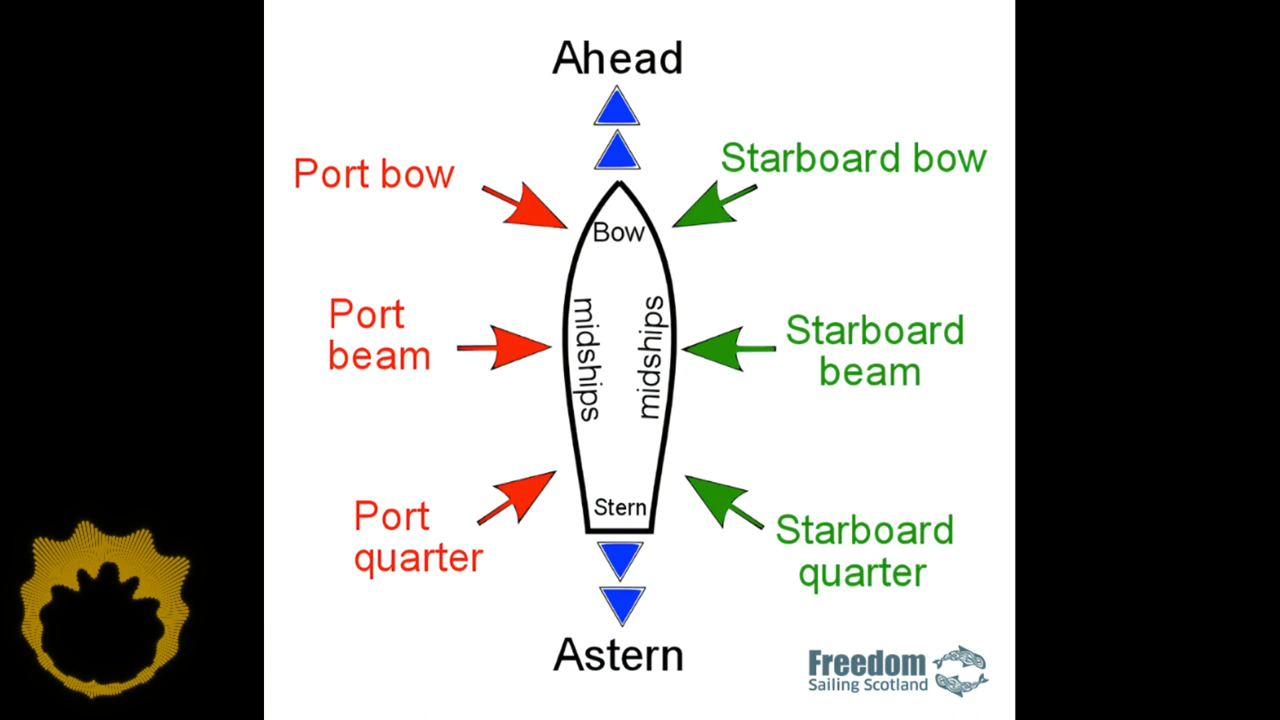 Ahead
Port bow
Starboard bow
Bow
Port
beam
midships
midships
Starboard
beam
Port
quarter
Stern
Starboard
quarter
Astern
Freedom
Sailing Scotland